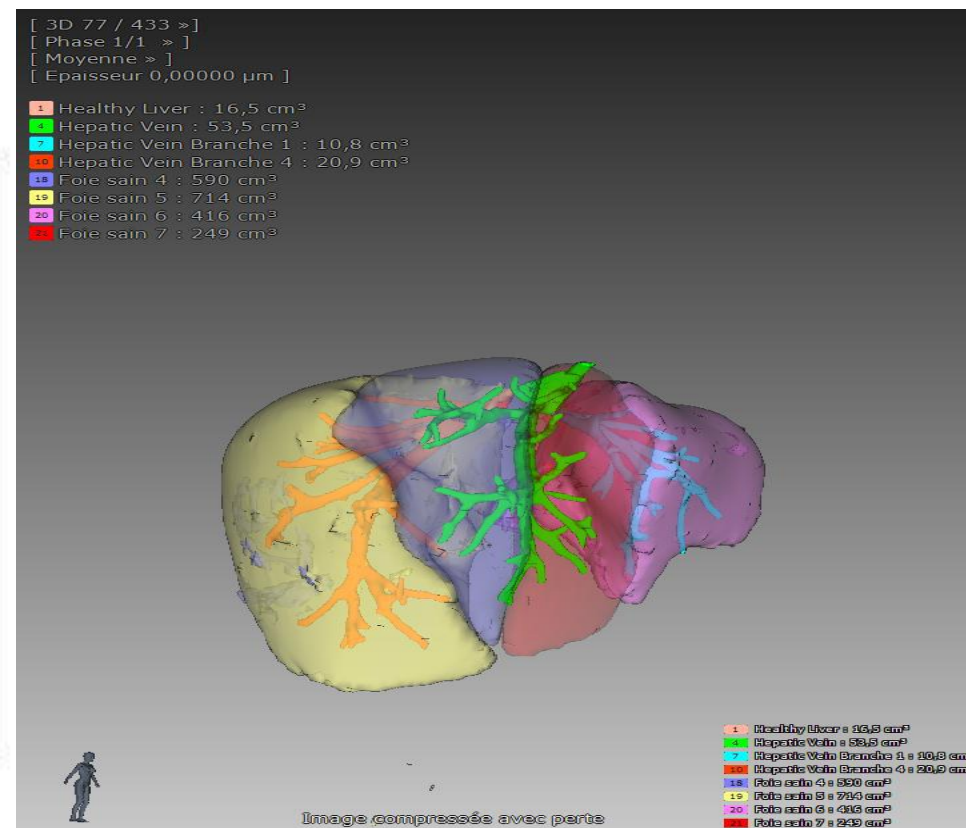 [ 3D 77 / 433 »]
[ Phase 1/1 » ]
[ Moyenne » ]
[ Epaisseur 0,00000 µm ]
1 Healthy Liver : 16,5 cm³
4 Hepatic Vein : 53,5 cm³
7 Hepatic Vein Branche 1 : 10,8 cm³
10 Hepatic Vein Branche 4 : 20,9 cm³
18 Foie sain 4 : 590 cm³
19 Foie sain 5 : 714 cm³
20 Foie sain 6 : 416 cm³
21 Foie sain 7 : 249 cm³
1 Healthy Liver : 16,5 cm³
4 Hepatic Vein : 53,5 cm³
7 Hepatic Vein Branche 1 : 10,8 cm
10 Hepatic Vein Branche 4 : 20,9 cm
18 Foie sain 4 : 590 cm³
19 Foie sain 5 : 714 cm³
20 Foie sain 6 : 416 cm³
21 Foie sain 7 : 249 cm³
Image compressée avec perte